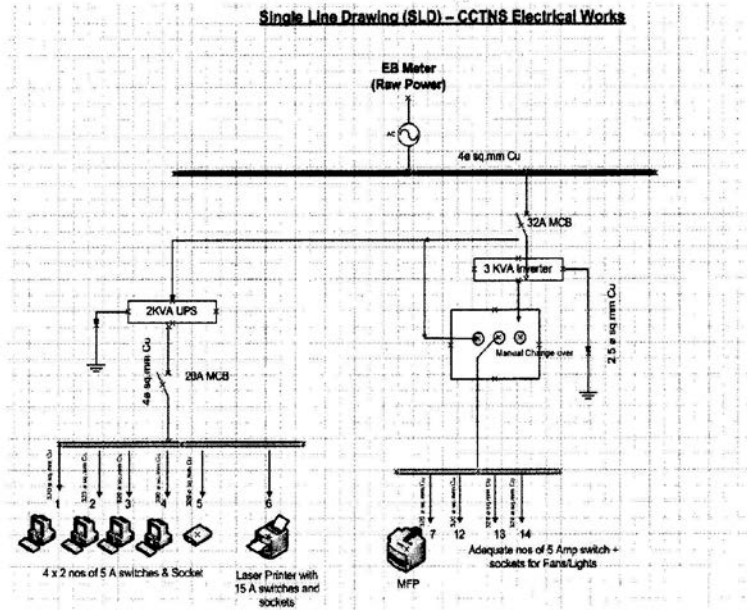 Single Line Drawing (SLD) – CCTNS Electrical Works
EB Meter
(Raw Power)
AC
4ø sq.mm Cu
32A MCB
3 KVA Inverter
2KVA UPS
2.5 ø sq mm Cu
Manual Change over
4ø sq.mm Cu
20A MCB
1
2
3
4
5
6
7
12
13
14
4 x 2 nos of 5 A switches & Socket
Laser Printer with
15 A switches and
sockets
MFP
Adequate nos of 5 Amp switch +
sockets for Fans/Lights